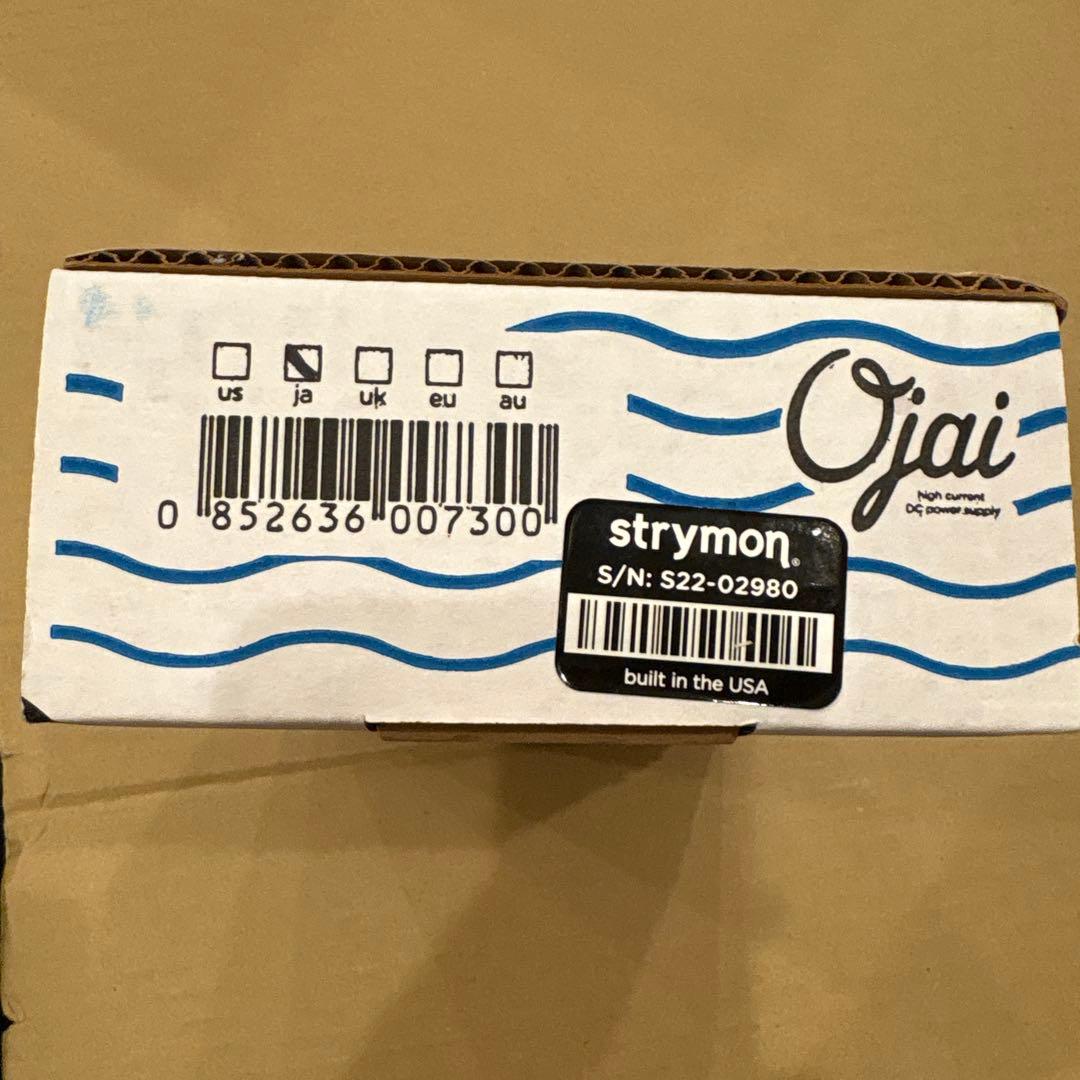 us ja uk eu au
0 852636 007300
Ojai
high current
DC power supply
strymon®
S/N: S22-02980
built in the USA